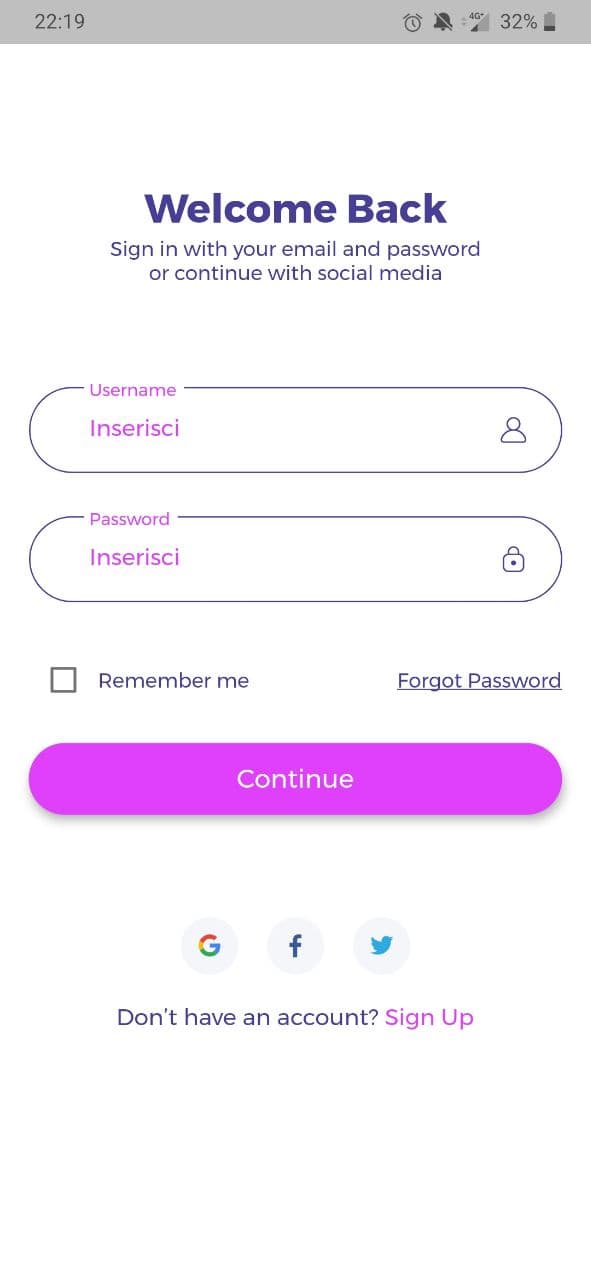 22:19 4G+ 32%
Welcome Back
Sign in with your email and password
or continue with social media
Username
Inserisci
Password
Inserisci
Remember me Forgot Password
Continue
Don't have an account? Sign Up